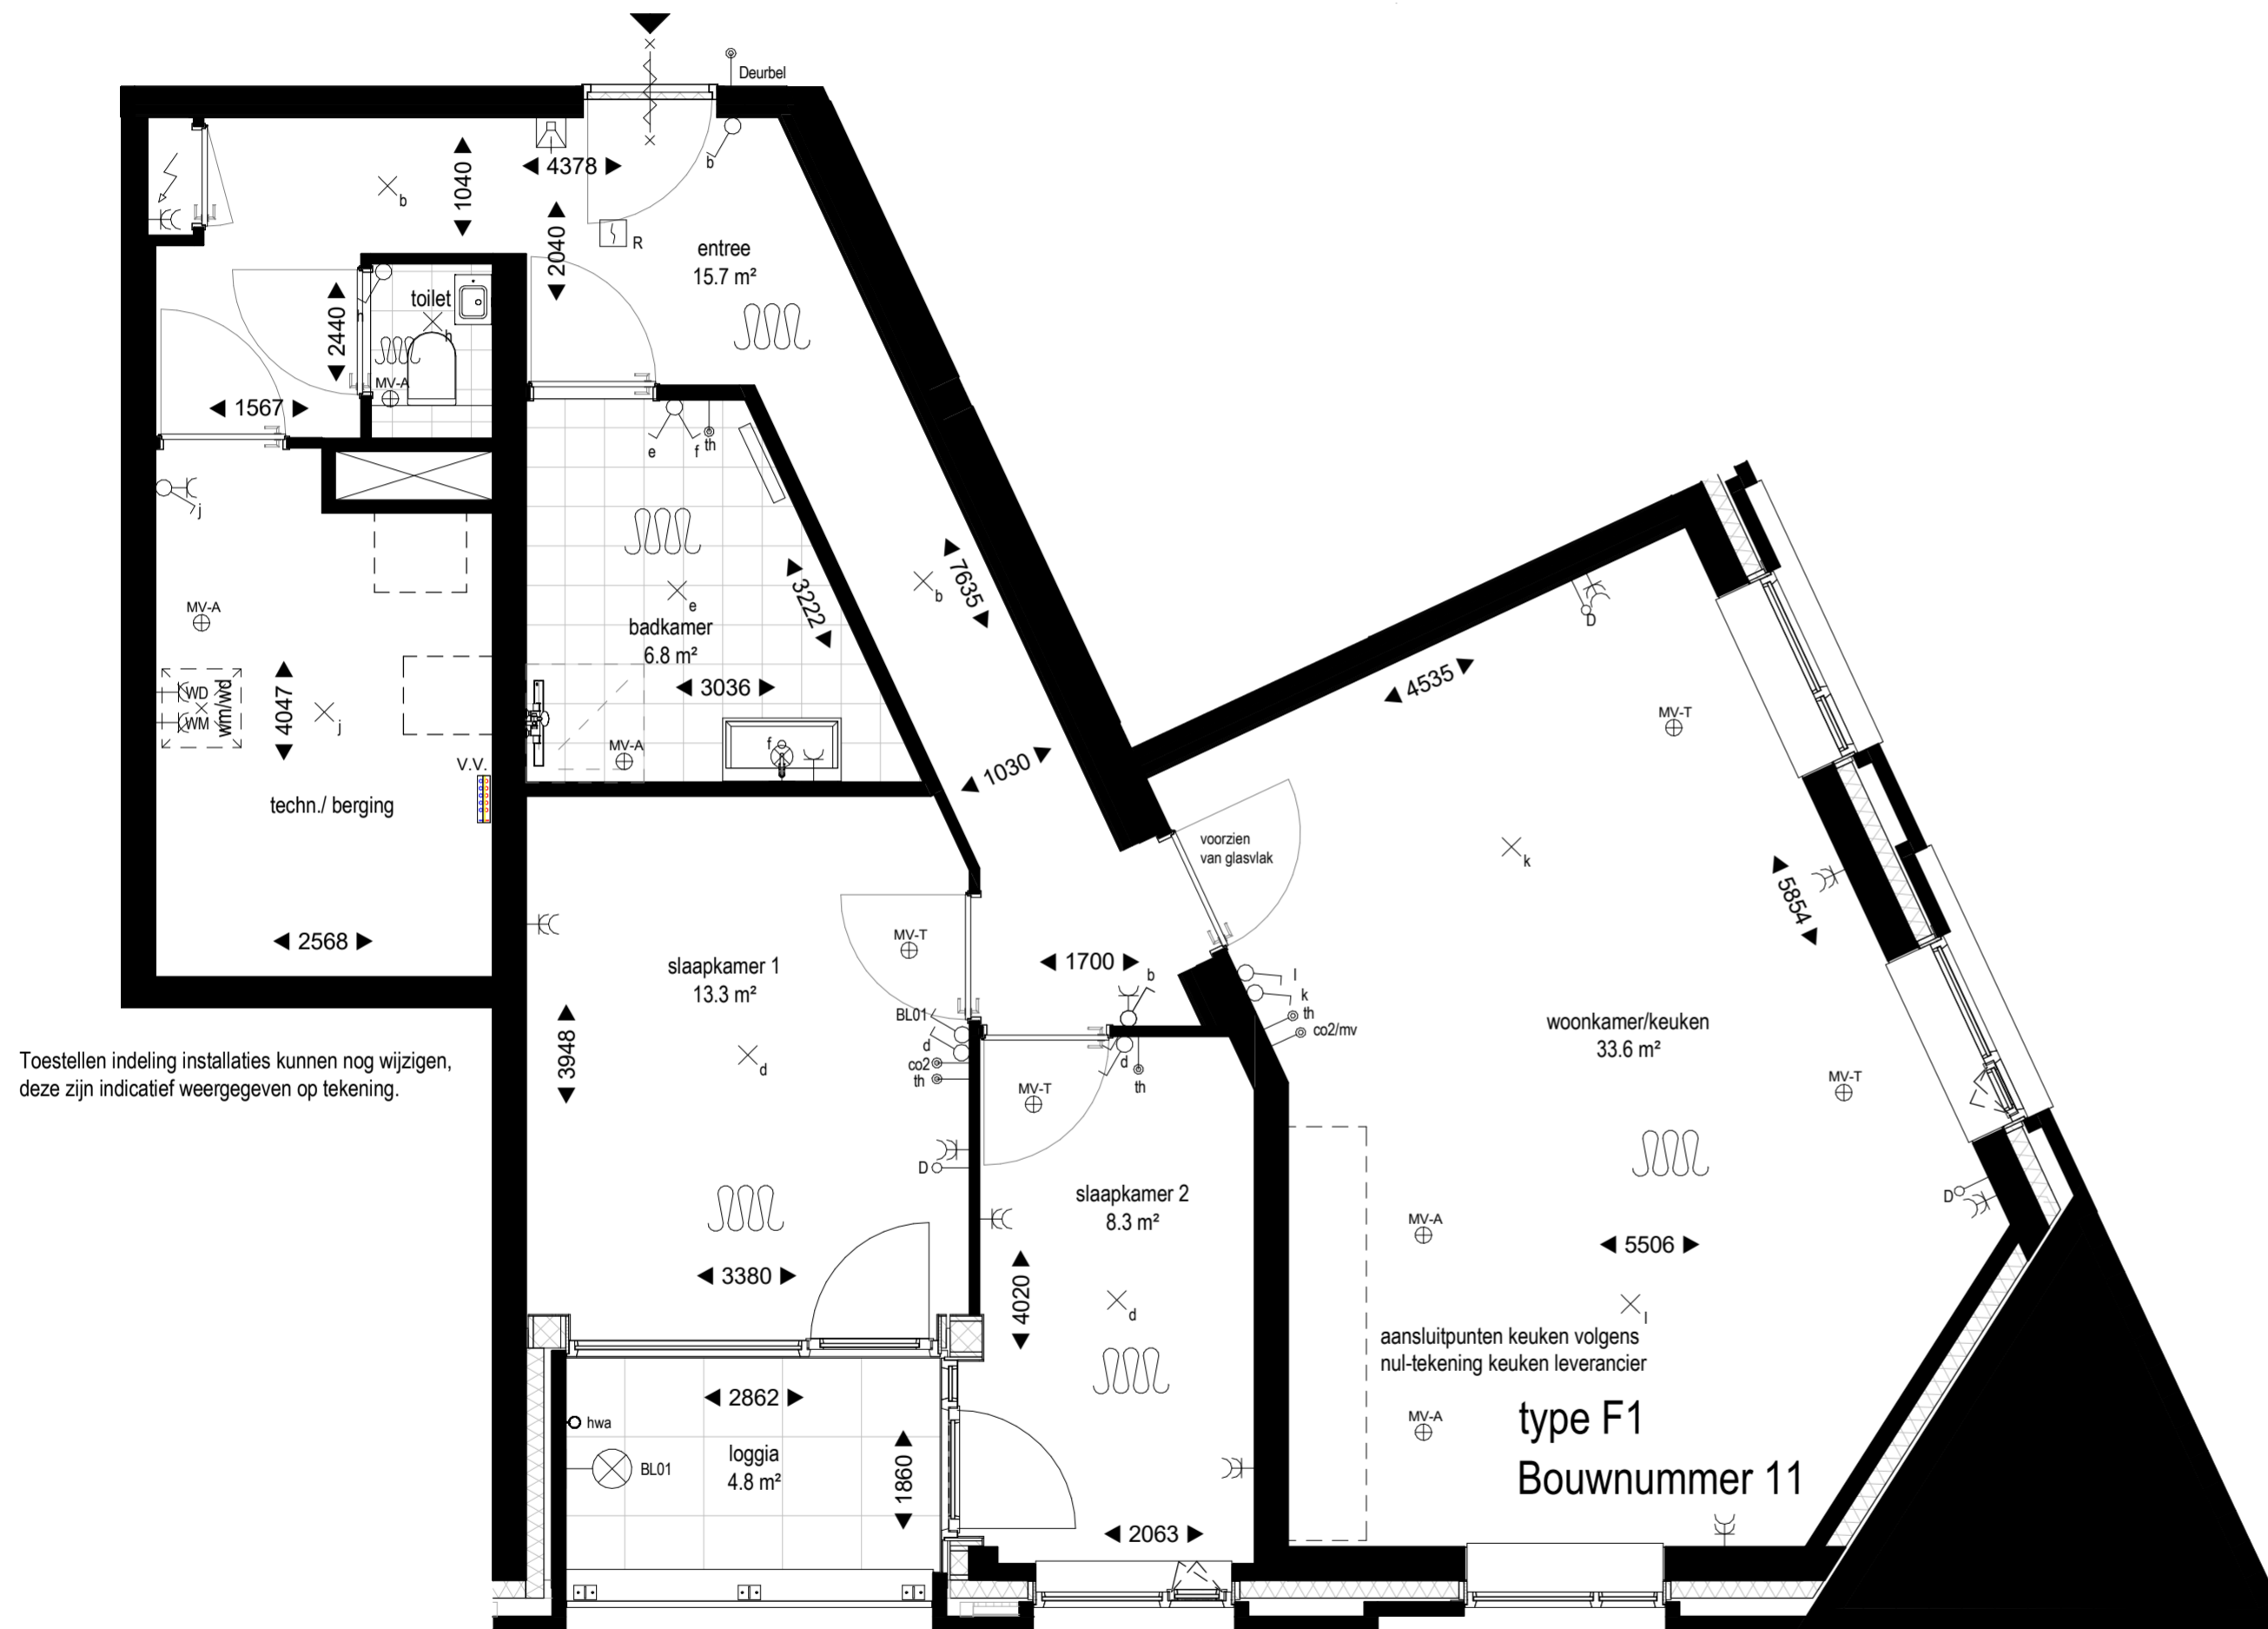 Deurbel
b
4378
1040
b
2040
R
entree
15.7 m²
toilet
h
h
2440
MV-A
1567
e
f
th
j
7635
b
3222
e
badkamer
6.8 m²
MV-A
D
4535
MV-T
3036
WD
WM
wm/wd
4047
j
MV-A
f
V.V.
techn./ berging
1030
voorzien
van glasvlak
k
5854
2568
MV-T
slaapkamer 1
13.3 m²
1700
b
l
k
th
co2/mv
woonkamer/keuken
33.6 m²
BL01
d
co2
th
3948
d
d
th
MV-T
MV-T
Toestellen indeling installaties kunnen nog wijzigen,
deze zijn indicatief weergegeven op tekening.
D
slaapkamer 2
8.3 m²
D
MV-A
5506
3380
4020
d
l
aansluitpunten keuken volgens
nul-tekening keuken leverancier
2862
hwa
loggia
4.8 m²
BL01
1860
MV-A
type F1
Bouwnummer 11
2063